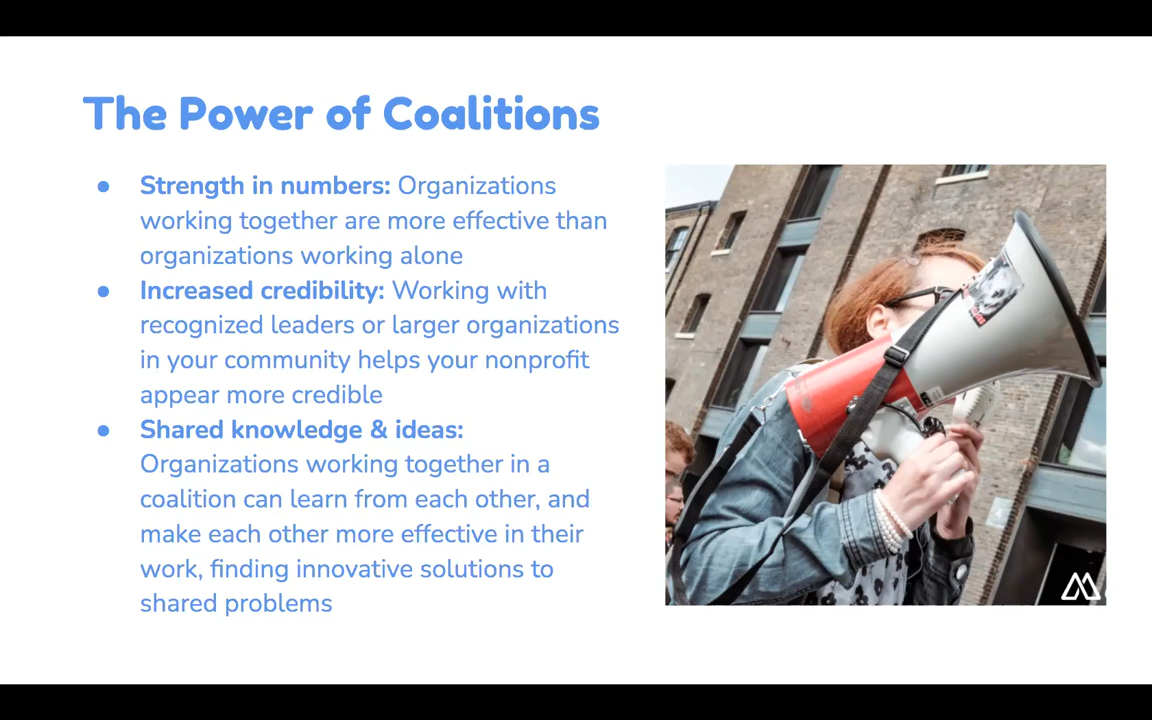 The Power of Coalitions
● Strength in numbers: Organizations
working together are more effective than
organizations working alone
● Increased credibility: Working with
recognized leaders or larger organizations
in your community helps your nonprofit
appear more credible
● Shared knowledge & ideas:
Organizations working together in a
coalition can learn from each other, and
make each other more effective in their
work, finding innovative solutions to
shared problems